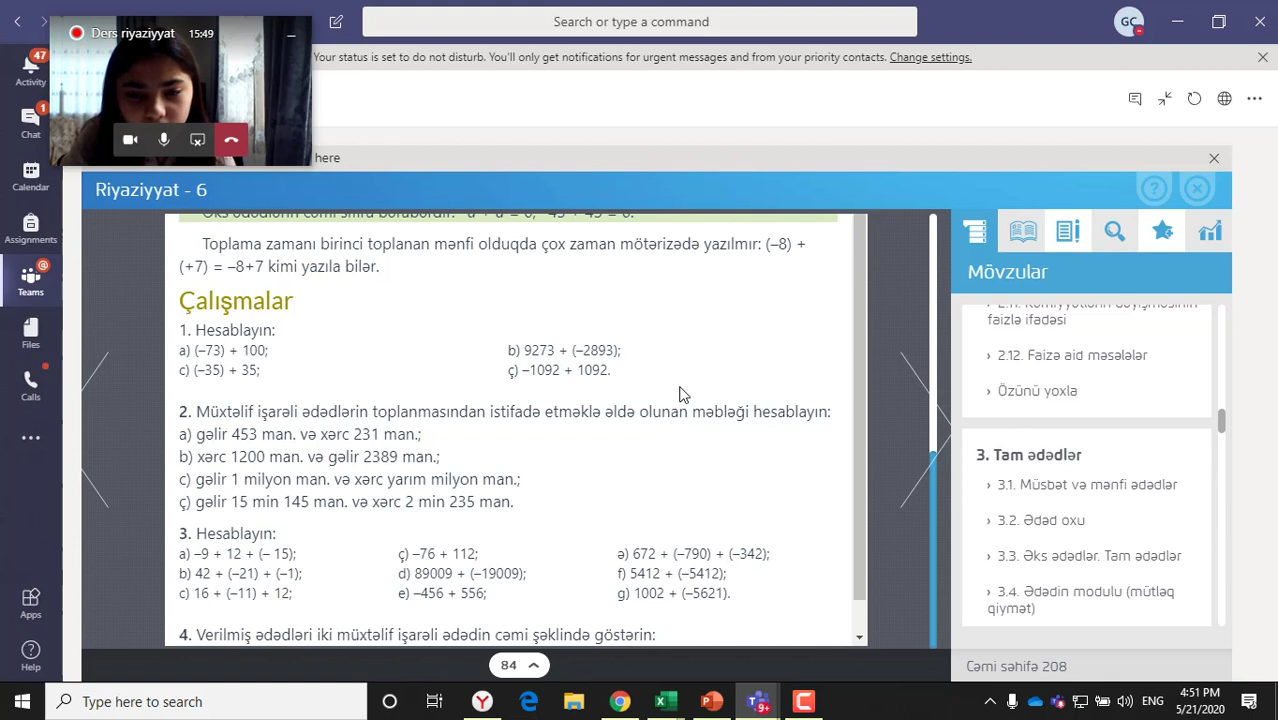 Search or type a command
GC
Ders riyaziyyat 15:49
47
Activity
1
Chat
Calendar
Assignments
Teams
Files
Calls
Apps
Help
Your status is set to do not disturb. You'll only get notifications for urgent messages and from your priority contacts. Change settings.
here
Riyaziyyat - 6
Toplama zamanı birinci toplanan mənfi olduqda çox zaman mötərizədə yazılmır: (–8) +
(+7) = –8+7 kimi yazıla bilər.
Çalışmalar
1. Hesablayın:
a) (–73) + 100; b) 9273 + (–2893);
c) (–35) + 35; ç) –1092 + 1092.
2. Müxtəlif işarəli ədədlərin toplanmasından istifadə etməklə əldə olunan məbləği hesablayın:
a) gəlir 453 man. və xərc 231 man.;
b) xərc 1200 man. və gəlir 2389 man.;
c) gəlir 1 milyon man. və xərc yarım milyon man.;
ç) gəlir 15 min 145 man. və xərc 2 min 235 man.
3. Hesablayın:
a) –9 + 12 + (– 15); ç) –76 + 112; ə) 672 + (–790) + (–342);
b) 42 + (–21) + (–1); d) 89009 + (–19009); f) 5412 + (–5412);
c) 16 + (–11) + 12; e) –456 + 556; g) 1002 + (–5621).
4. Verilmiş ədədləri iki müxtəlif işarəli ədədin cəmi şəklində göstərin:
84
Mövzular
faizlə ifadəsi
› 2.12. Faizə aid məsələlər
› Özünü yoxla
3. Tam ədədlər
› 3.1. Müsbət və mənfi ədədlər
› 3.2. Ədəd oxu
› 3.3. Əks ədədlər. Tam ədədlər
› 3.4. Ədədin modulu (mütləq
qiymət)
Cəmi səhifə 208
Type here to search
9+
ENG
4:51 PM
5/21/2020